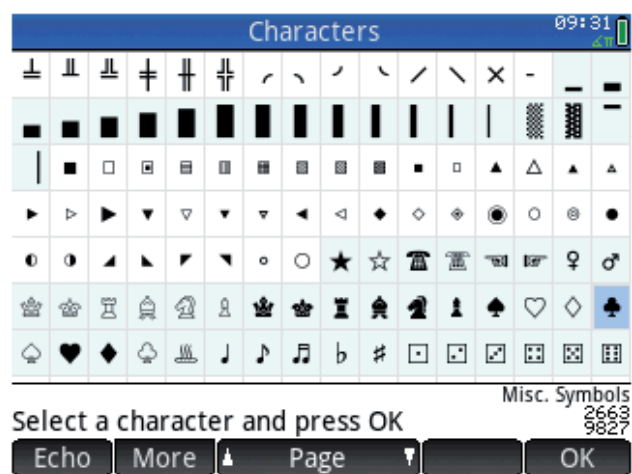 Characters
09:31
∡π
╨ ╩ ╪ ╫ ╬ ╭ ╮ ╯ ╰ ╱ ╲ ╳ ╴ ▁ ▂
■ □ ▣ ▤ ▥ ▦ ▧ ▨ ▩ ▪ ▫ ▲ △ ▴ ▵
▸ ▹ ► ▼ ▽ ▾ ▿ ◂ ◃ ◆ ◇ ◈ ◉ ○ ◎ ●
◐ ◑ ◢ ◣ ◤ ◥ ◦ ◯ ★ ☆ ☎ ☏ ☚ ☞ ♀ ♂
♔ ♕ ♖ ♗ ♘ ♙ ♚ ♛ ♜ ♝ ♞ ♟ ♠ ♡ ♢ ♣
♤ ♥ ♦ ♧ ♨ ♩ ♪ ♫ ♭ ♯ ⚀ ⚁ ⚂ ⚃ ⚄ ⚅
Misc. Symbols
Select a character and press OK
2663
9827
Echo More Page OK